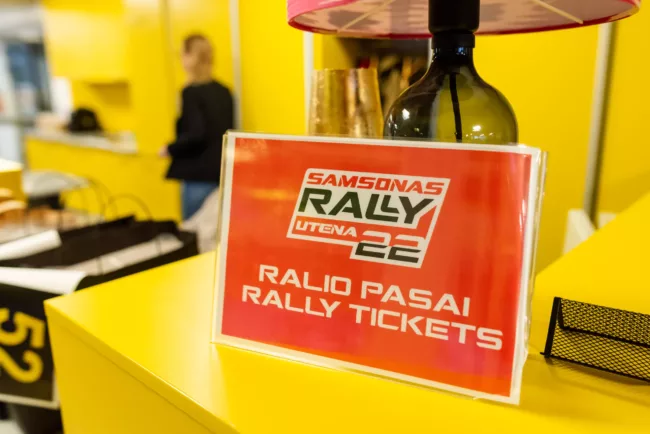 SAMSONAS
RALLY
UTENA 22
RALIO PASAI
RALLY TICKETS
52